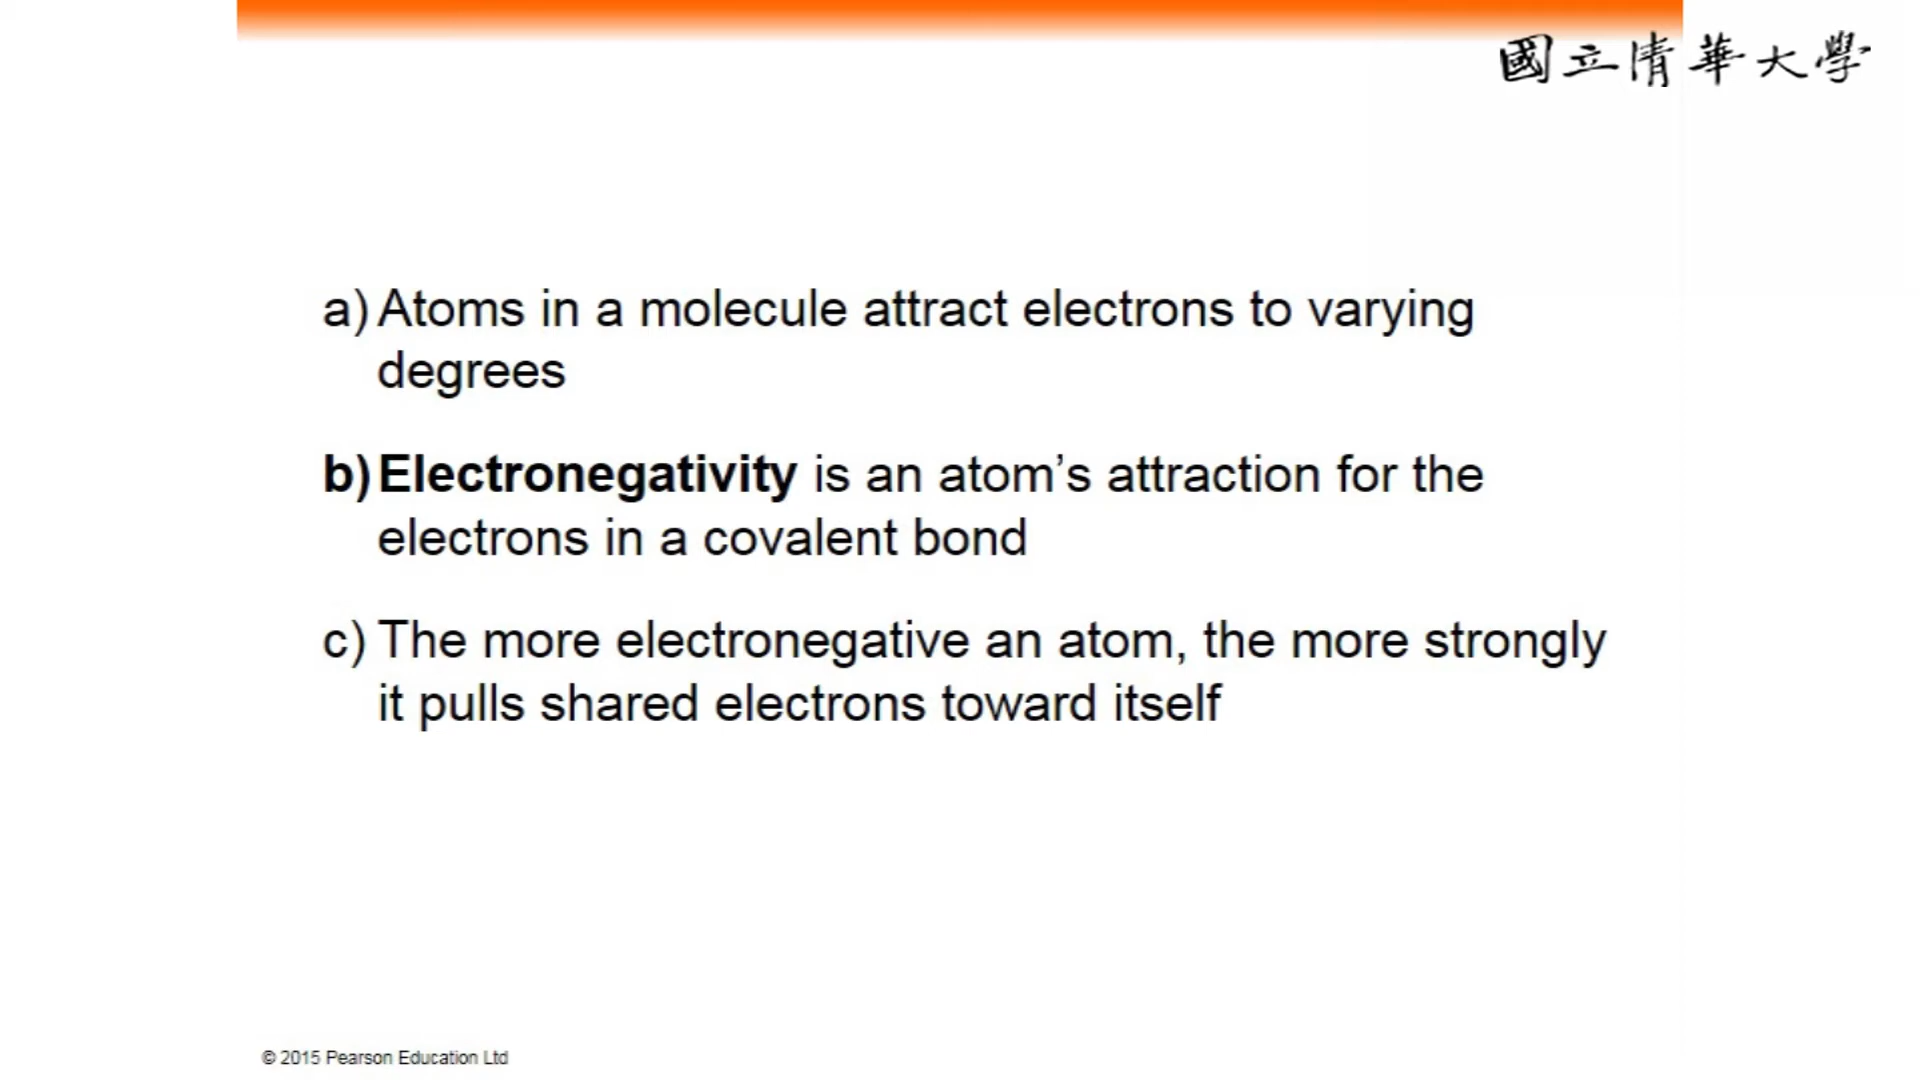 國立清華大學
a) Atoms in a molecule attract electrons to varying
degrees
b) Electronegativity is an atom’s attraction for the
electrons in a covalent bond
c) The more electronegative an atom, the more strongly
it pulls shared electrons toward itself
© 2015 Pearson Education Ltd